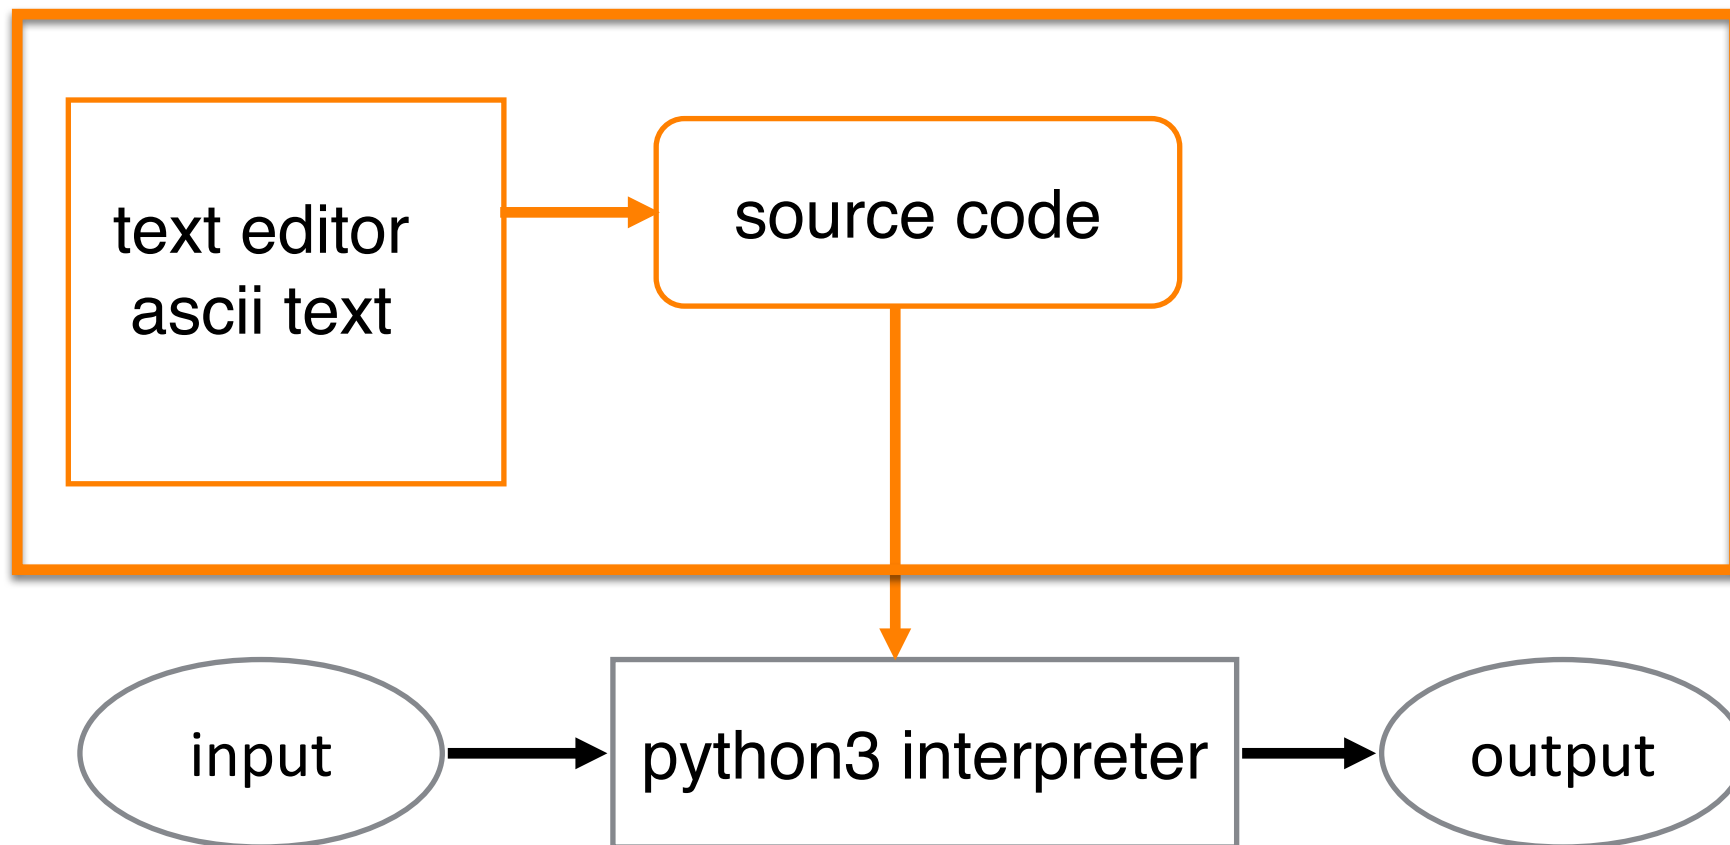 text editor
ascii text
source code
input
python3 interpreter
output